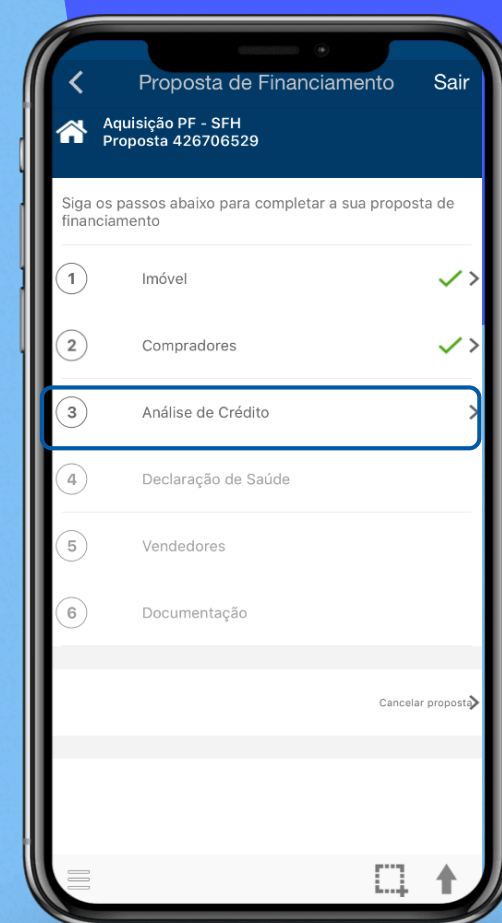 Proposta de Financiamento Sair
Aquisição PF - SFH
Proposta 426706529
Siga os passos abaixo para completar a sua proposta de
financiamento
1 Imóvel
2 Compradores
3 Análise de Crédito
4 Declaração de Saúde
5 Vendedores
6 Documentação
Cancelar proposta